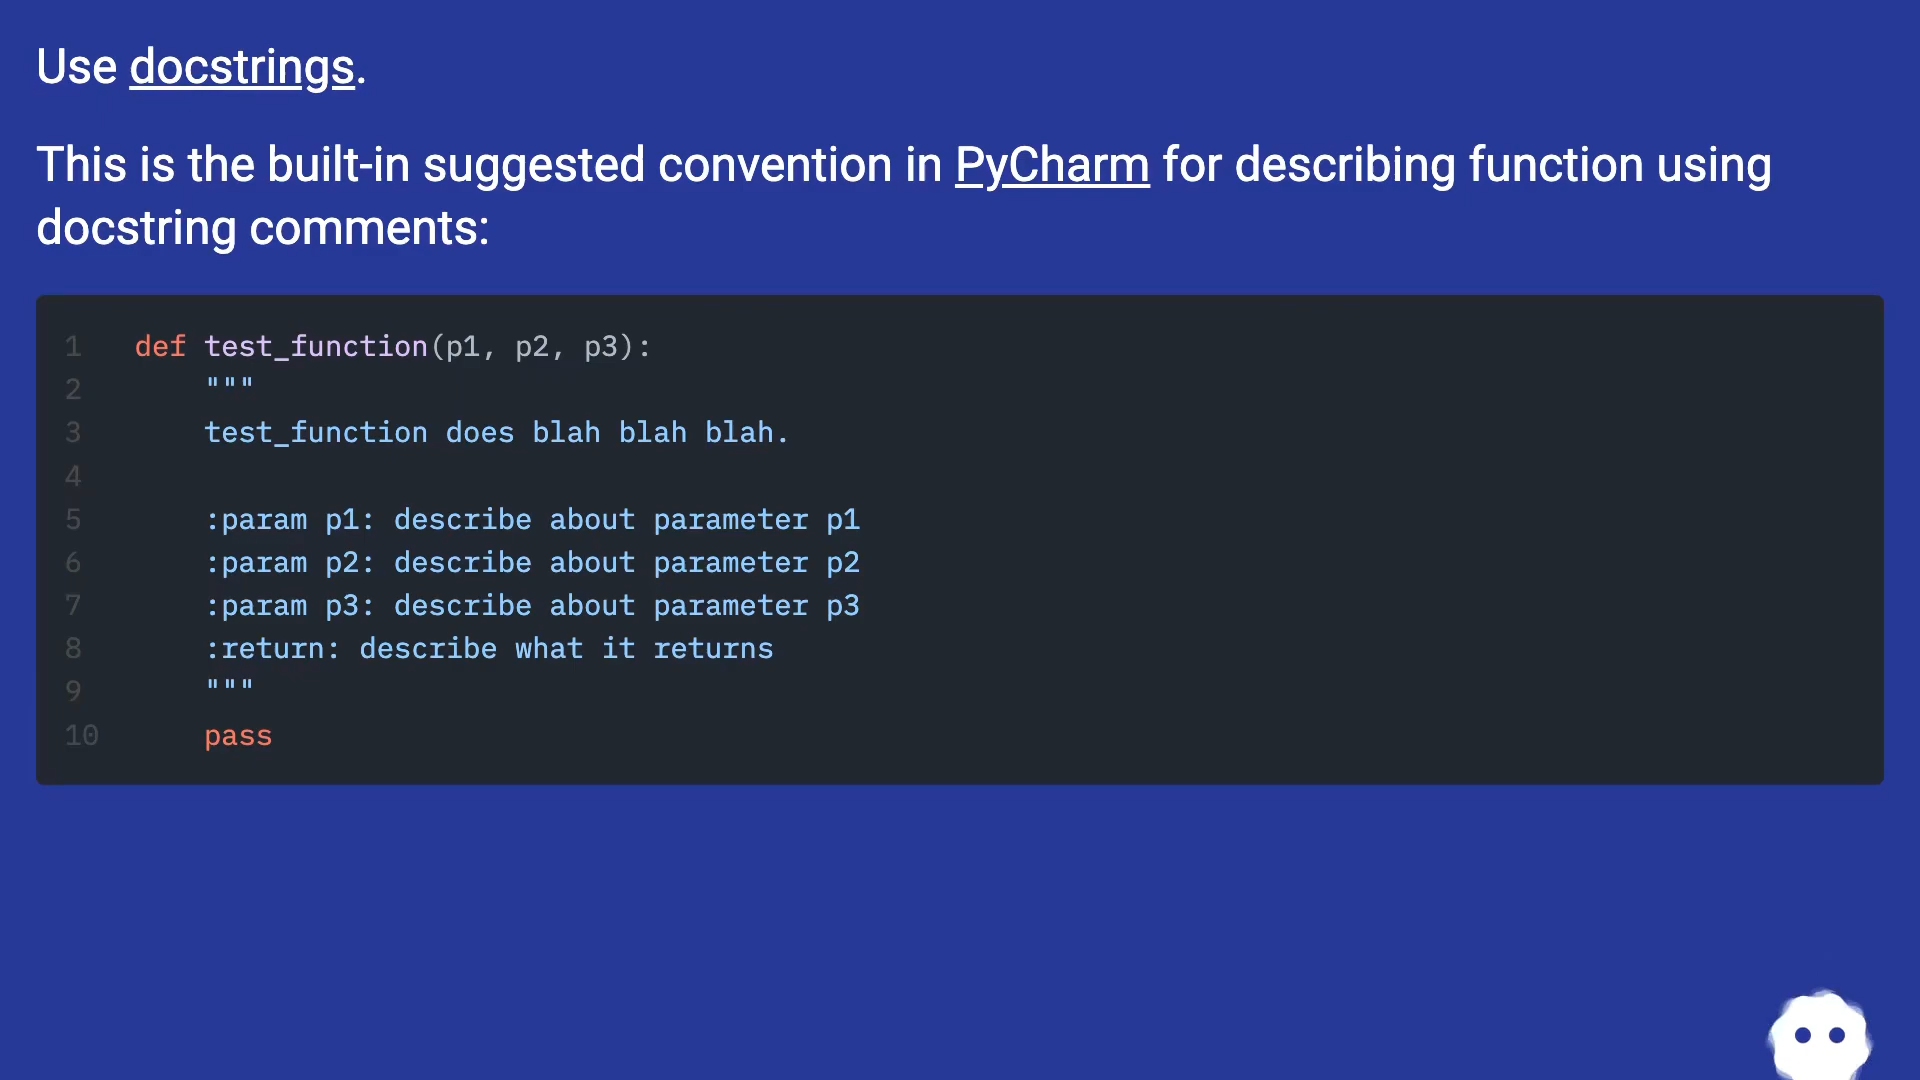 Use docstrings.
This is the built-in suggested convention in PyCharm for describing function using
docstring comments:
1 def test_function(p1, p2, p3):
2 """
3 test_function does blah blah blah.
4
5 :param p1: describe about parameter p1
6 :param p2: describe about parameter p2
7 :param p3: describe about parameter p3
8 :return: describe what it returns
9 """
10 pass